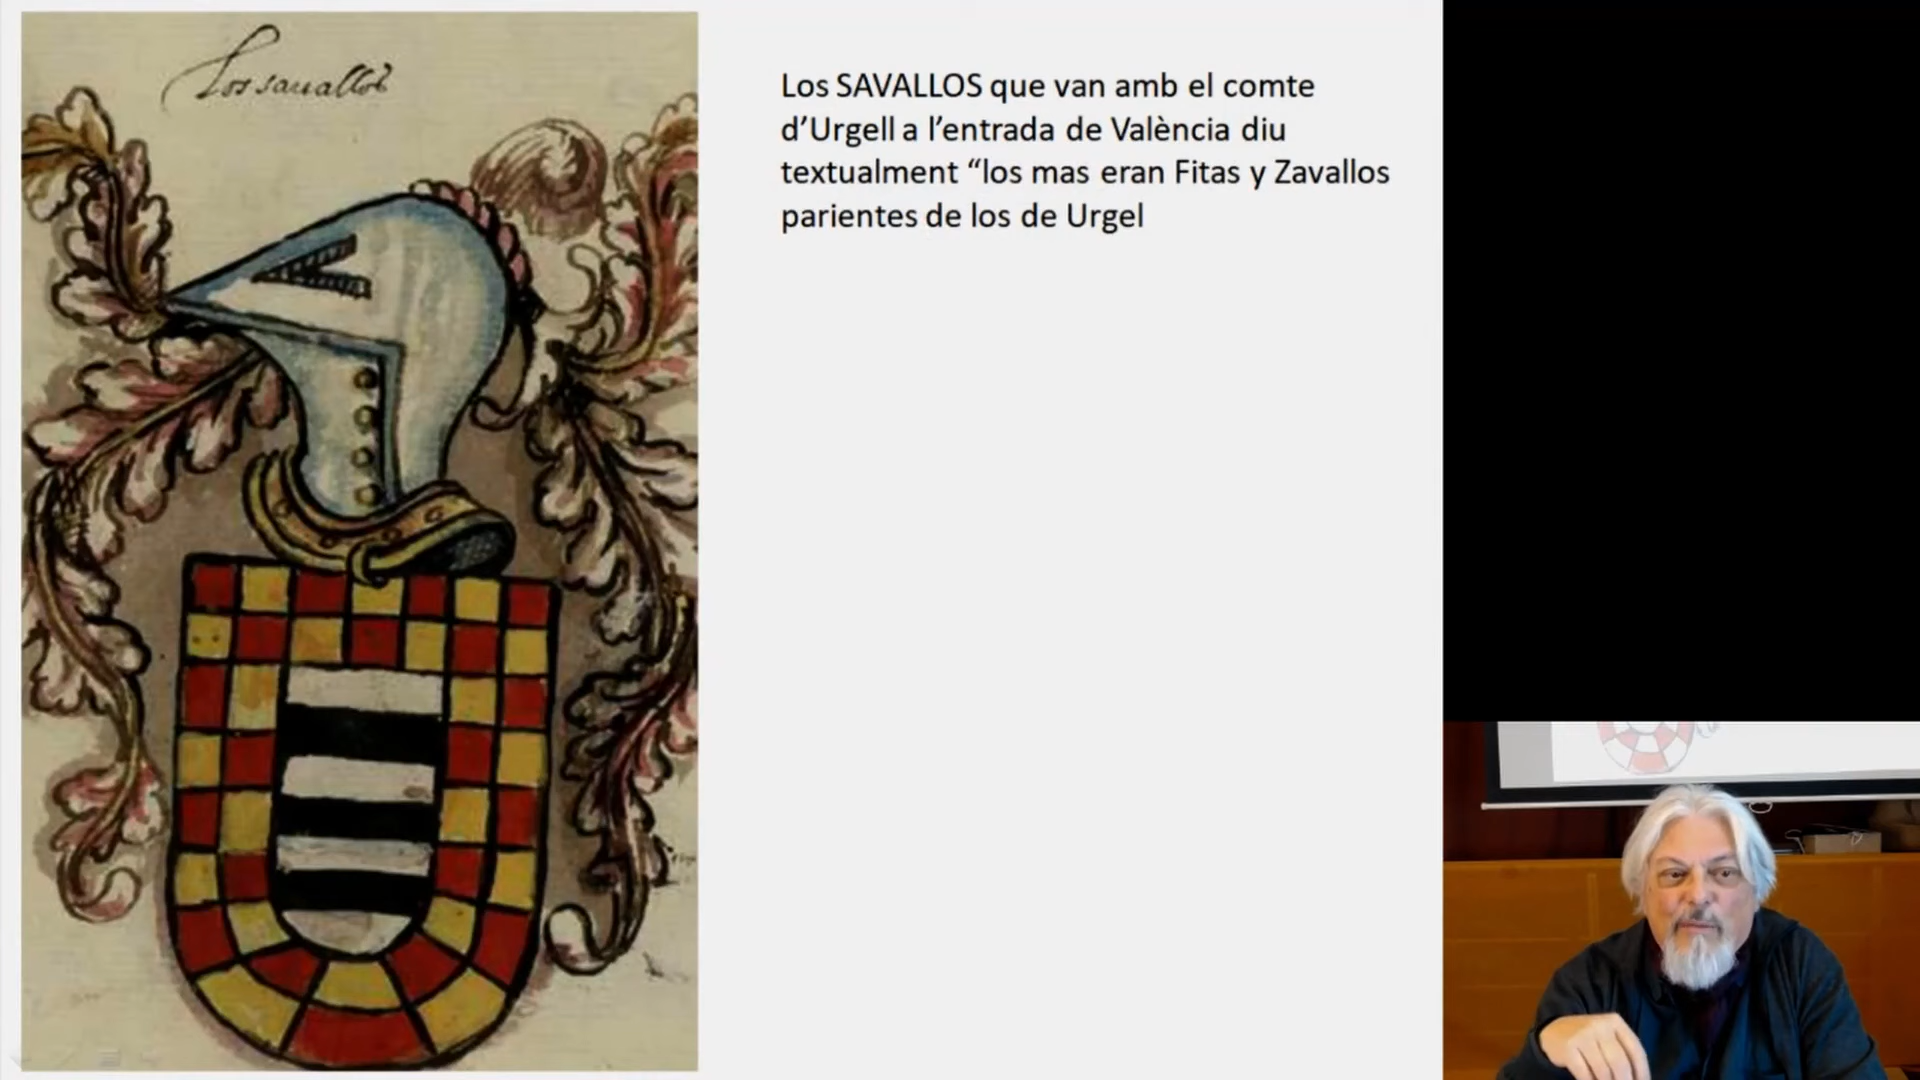 Los sauallos
Los SAVALLOS que van amb el comte
d’Urgell a l’entrada de València diu
textualment “los mas eran Fitas y Zavallos
parientes de los de Urgel